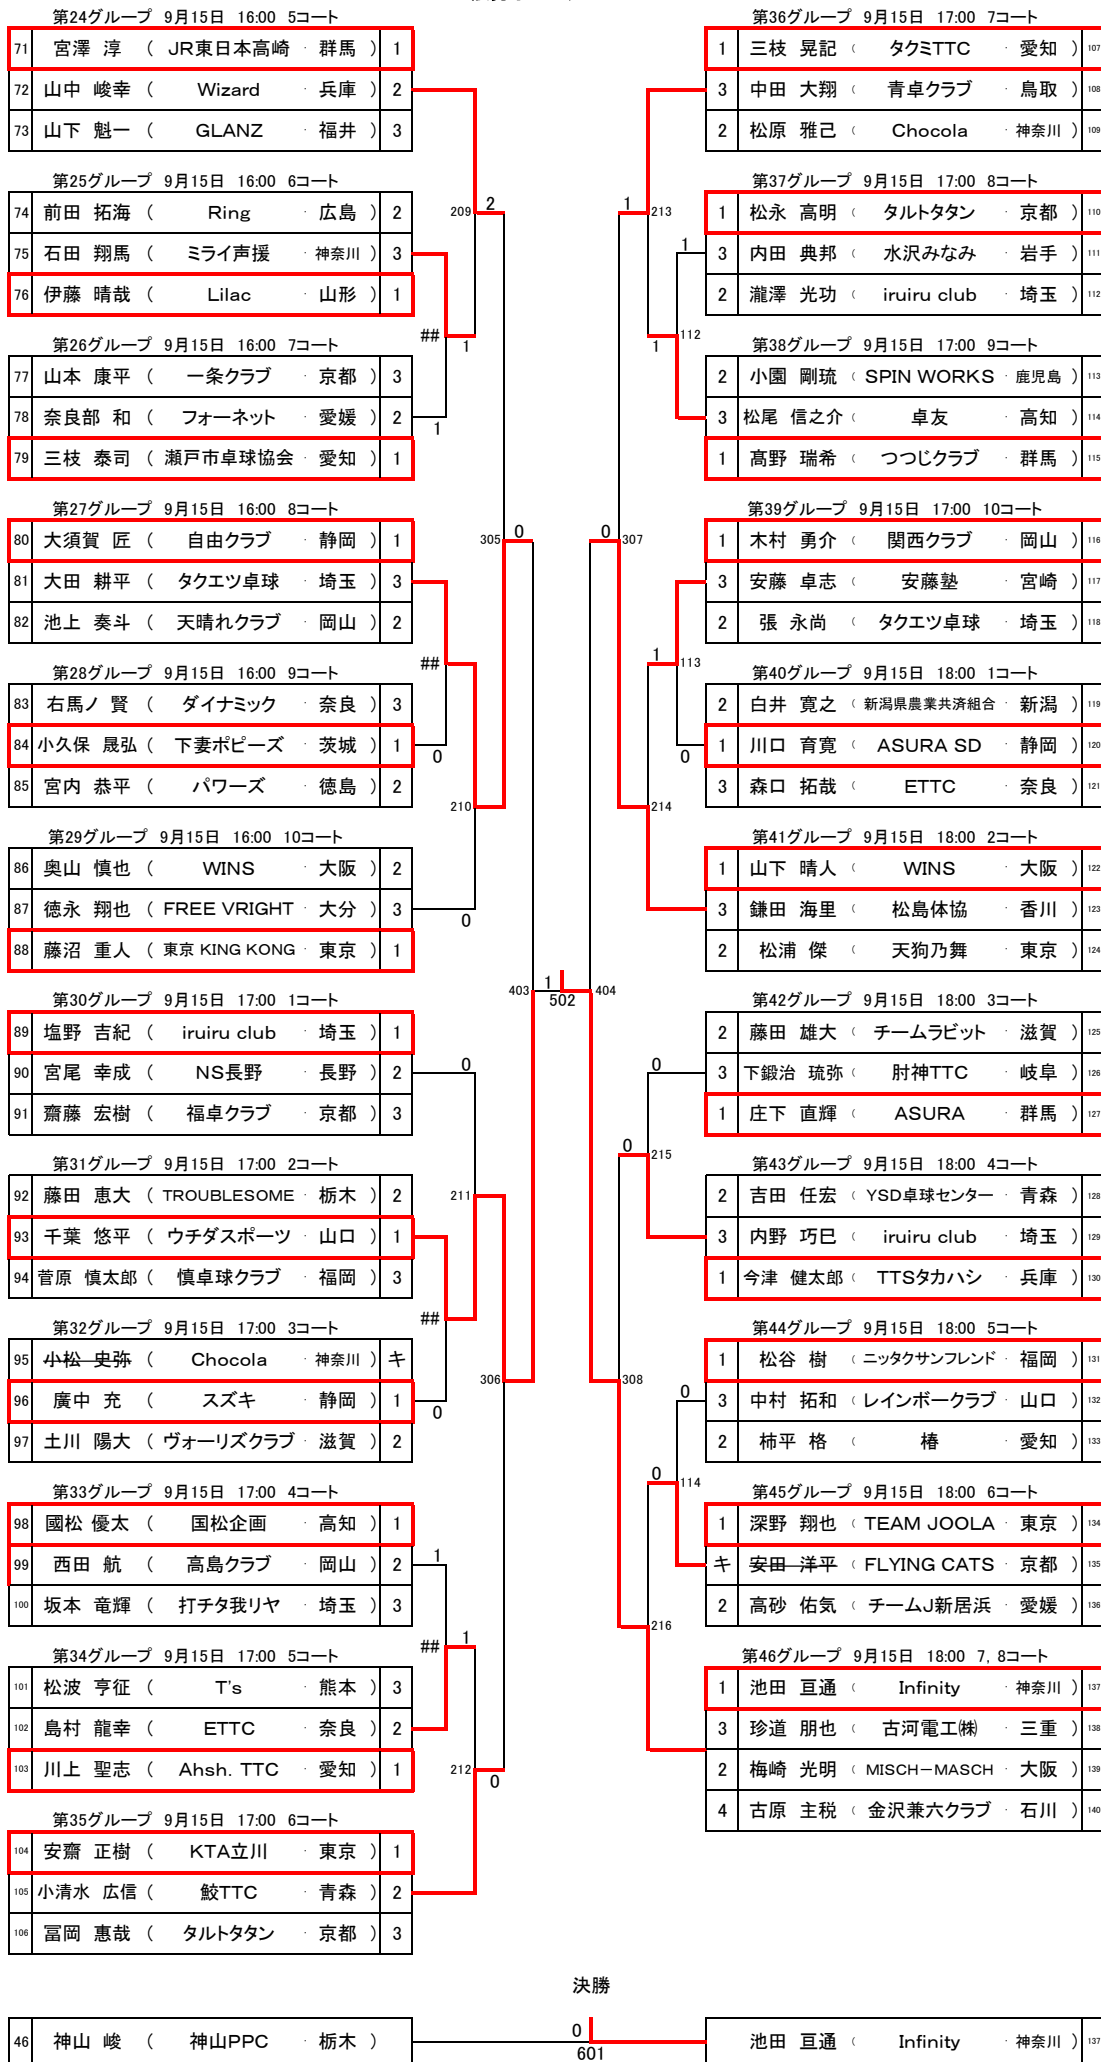 第24グループ 9月15日 16:00 5コート
71 宮澤 淳 ( JR東日本高崎 ・ 群馬 ) 1
72 山中 峻幸 ( Wizard ・ 兵庫 ) 2
73 山下 魁一 ( GLANZ ・ 福井 ) 3
第25グループ 9月15日 16:00 6コート
74 前田 拓海 ( Ring ・ 広島 ) 2
75 石田 翔馬 ( ミライ声援 ・ 神奈川 ) 3
76 伊藤 晴哉 ( Lilac ・ 山形 ) 1
第26グループ 9月15日 16:00 7コート
77 山本 康平 ( 一条クラブ ・ 京都 ) 3
78 奈良部 和 ( フォーネット ・ 愛媛 ) 2
79 三枝 泰司 ( 瀬戸市卓球協会 ・ 愛知 ) 1
第27グループ 9月15日 16:00 8コート
80 大須賀 匠 ( 自由クラブ ・ 静岡 ) 1
81 大田 耕平 ( タクエツ卓球 ・ 埼玉 ) 3
82 池上 奏斗 ( 天晴れクラブ ・ 岡山 ) 2
第28グループ 9月15日 16:00 9コート
83 右馬ノ 賢 ( ダイナミック ・ 奈良 ) 3
84 小久保 晟弘 ( 下妻ポピーズ ・ 茨城 ) 1
85 宮内 恭平 ( パワーズ ・ 徳島 ) 2
第29グループ 9月15日 16:00 10コート
86 奥山 慎也 ( WINS ・ 大阪 ) 2
87 徳永 翔也 ( FREE VRIGHT ・ 大分 ) 3
88 藤沼 重人 ( 東京 KING KONG ・ 東京 ) 1
第30グループ 9月15日 17:00 1コート
89 塩野 吉紀 ( iruiru club ・ 埼玉 ) 1
90 宮尾 幸成 ( NS長野 ・ 長野 ) 2
91 齋藤 宏樹 ( 福卓クラブ ・ 京都 ) 3
第31グループ 9月15日 17:00 2コート
92 藤田 恵大 ( TROUBLESOME ・ 栃木 ) 2
93 千葉 悠平 ( ウチダスポーツ ・ 山口 ) 1
94 菅原 慎太郎 ( 慎卓球クラブ ・ 福岡 ) 3
第32グループ 9月15日 17:00 3コート
95 小松 史弥 ( Chocola ・ 神奈川 ) キ
96 廣中 充 ( スズキ ・ 静岡 ) 1
97 土川 陽大 ( ヴォーリズクラブ ・ 滋賀 ) 2
第33グループ 9月15日 17:00 4コート
98 國松 優太 ( 国松企画 ・ 高知 ) 1
99 西田 航 ( 高島クラブ ・ 岡山 ) 2
100 坂本 竜輝 ( 打チタ我リヤ ・ 埼玉 ) 3
第34グループ 9月15日 17:00 5コート
101 松波 亨征 ( T's ・ 熊本 ) 3
102 島村 龍幸 ( ETTC ・ 奈良 ) 2
103 川上 聖志 ( Ahsh. TTC ・ 愛知 ) 1
第35グループ 9月15日 17:00 6コート
104 安齋 正樹 ( KTA立川 ・ 東京 ) 1
105 小清水 広信 ( 鮫TTC ・ 青森 ) 2
106 冨岡 惠哉 ( タルトタタン ・ 京都 ) 3
209 2
##
1
1
305 0
##
0
210
0
403 1
502
0
211
##
0
306
1
##
1
212
0
第36グループ 9月15日 17:00 7コート
1 三枝 晃記 ( タクミTTC ・ 愛知 ) 107
3 中田 大翔 ( 青卓クラブ ・ 鳥取 ) 108
2 松原 雅己 ( Chocola ・ 神奈川 ) 109
第37グループ 9月15日 17:00 8コート
1 松永 高明 ( タルトタタン ・ 京都 ) 110
3 内田 典邦 ( 水沢みなみ ・ 岩手 ) 111
2 瀧澤 光功 ( iruiru club ・ 埼玉 ) 112
第38グループ 9月15日 17:00 9コート
2 小園 剛琉 ( SPIN WORKS ・ 鹿児島 ) 113
3 松尾 信之介 ( 卓友 ・ 高知 ) 114
1 髙野 瑞希 ( つつじクラブ ・ 群馬 ) 115
第39グループ 9月15日 17:00 10コート
1 木村 勇介 ( 関西クラブ ・ 岡山 ) 116
3 安藤 卓志 ( 安藤塾 ・ 宮崎 ) 117
2 張 永尚 ( タクエツ卓球 ・ 埼玉 ) 118
第40グループ 9月15日 18:00 1コート
2 白井 寛之 ( 新潟県農業共済組合 ・ 新潟 ) 119
1 川口 育寛 ( ASURA SD ・ 静岡 ) 120
3 森口 拓哉 ( ETTC ・ 奈良 ) 121
第41グループ 9月15日 18:00 2コート
1 山下 晴人 ( WINS ・ 大阪 ) 122
3 鎌田 海里 ( 松島体協 ・ 香川 ) 123
2 松浦 傑 ( 天狗乃舞 ・ 東京 ) 124
第42グループ 9月15日 18:00 3コート
2 藤田 雄大 ( チームラビット ・ 滋賀 ) 125
3 下鍛治 琉弥 ( 肘神TTC ・ 岐阜 ) 126
1 庄下 直輝 ( ASURA ・ 群馬 ) 127
第43グループ 9月15日 18:00 4コート
2 吉田 任宏 ( YSD卓球センター ・ 青森 ) 128
3 内野 巧巳 ( iruiru club ・ 埼玉 ) 129
1 今津 健太郎 ( TTSタカハシ ・ 兵庫 ) 130
第44グループ 9月15日 18:00 5コート
1 松谷 樹 ( ニッタクサンフレンド ・ 福岡 ) 131
3 中村 拓和 ( レインボークラブ ・ 山口 ) 132
2 柿平 格 ( 椿 ・ 愛知 ) 133
第45グループ 9月15日 18:00 6コート
1 深野 翔也 ( TEAM JOOLA ・ 東京 ) 134
キ 安田 洋平 ( FLYING CATS ・ 京都 ) 135
2 高砂 佑気 ( チームJ新居浜 ・ 愛媛 ) 136
第46グループ 9月15日 18:00 7, 8コート
1 池田 亘通 ( Infinity ・ 神奈川 ) 137
3 珍道 朋也 ( 古河電工㈱ ・ 三重 ) 138
2 梅崎 光明 ( MISCH-MASCH ・ 大阪 ) 139
4 古原 主税 ( 金沢兼六クラブ ・ 石川 ) 140
1 213
1
1 112
0 307
1 113
0
214
404
0
0 215
308
0
0 114
216
決勝
46 神山 峻 ( 神山PPC ・ 栃木 )
0
601
池田 亘通 ( Infinity ・ 神奈川 ) 137